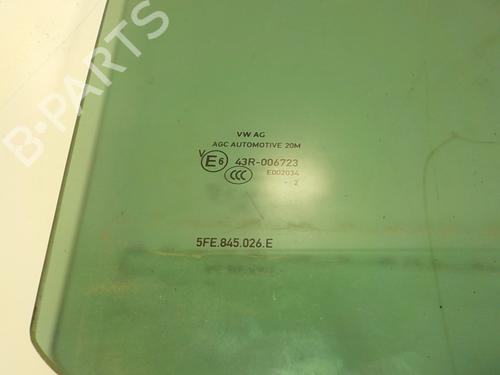 B-PARTS
VW AG
AGC AUTOMOTIVE 20M
V E6 43R-006723
CCC E002034
2
5FE.845.026.E